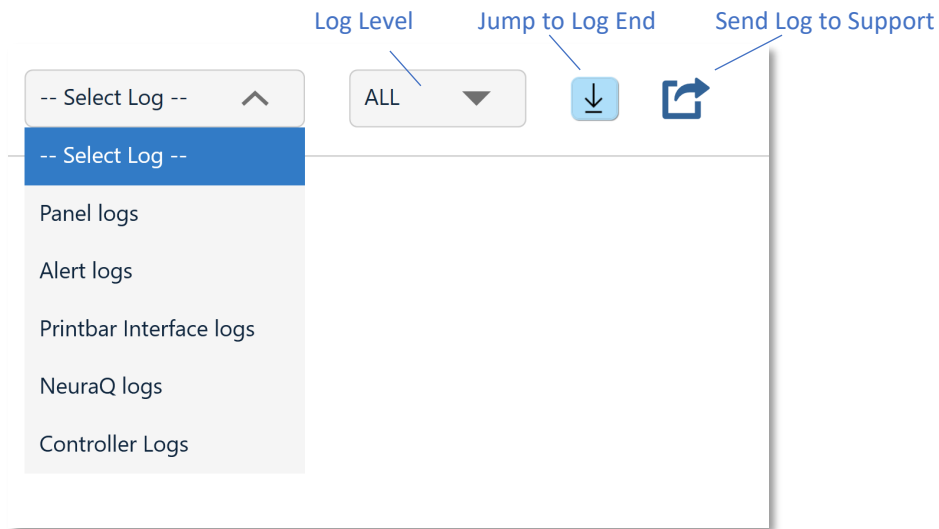 Log Level Jump to Log End Send Log to Support
-- Select Log -- ALL
-- Select Log --
Panel logs
Alert logs
Printbar Interface logs
NeuraQ logs
Controller Logs